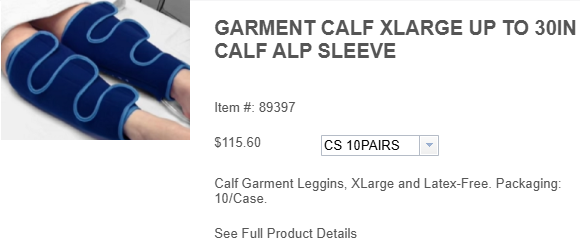 GARMENT CALF XLARGE UP TO 30IN
CALF ALP SLEEVE
Item #: 89397
$115.60
CS 10PAIRS
Calf Garment Leggins, XLarge and Latex-Free. Packaging:
10/Case.
See Full Product Details